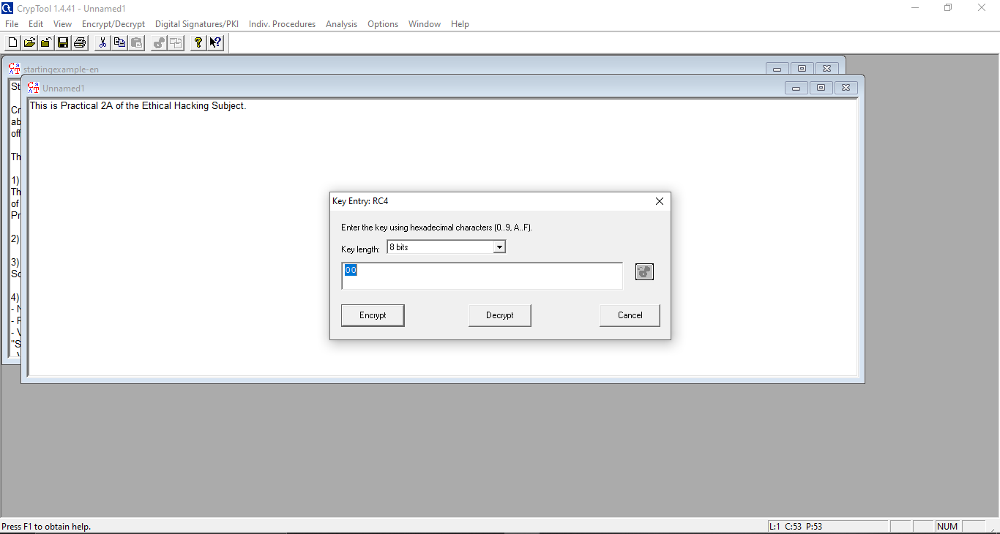 CrypTool 1.4.41 - Unnamed1
File Edit View Encrypt/Decrypt Digital Signatures/PKI Indiv. Procedures Analysis Options Window Help
startingexample-en
St
Unnamed1
This is Practical 2A of the Ethical Hacking Subject.
Cr
ab
off
Th
1)
Th
of
Pr
2)
3)
Sc
4)
- N
- F
- V
"S
Key Entry: RC4
Enter the key using hexadecimal characters (0..9, A..F).
Key length: 8 bits
00
Encrypt Decrypt Cancel
Press F1 to obtain help. L:1 C:53 P:53 NUM